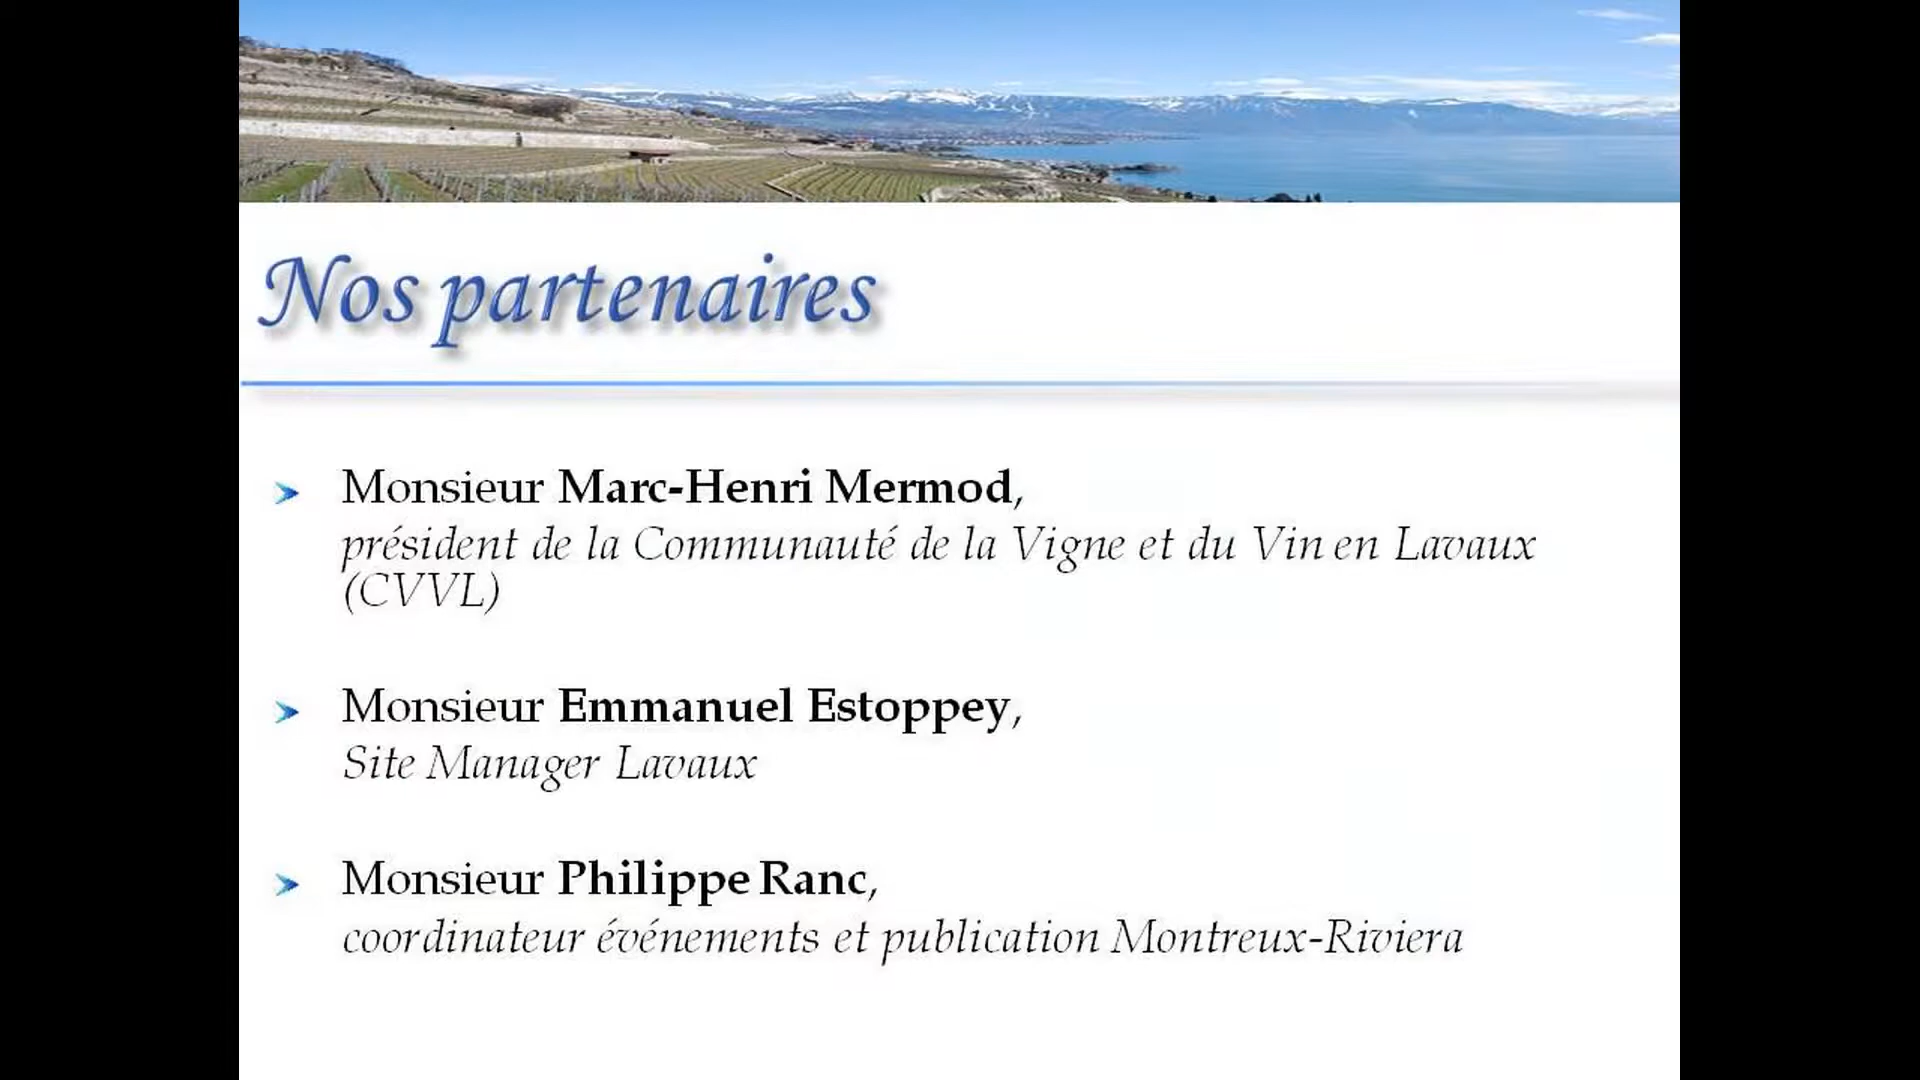 Nos partenaires
Monsieur Marc-Henri Mermod,
président de la Communauté de la Vigne et du Vin en Lavaux
(CVVL)
Monsieur Emmanuel Estoppey,
Site Manager Lavaux
Monsieur Philippe Ranc,
coordinateur événements et publication Montreux-Riviera